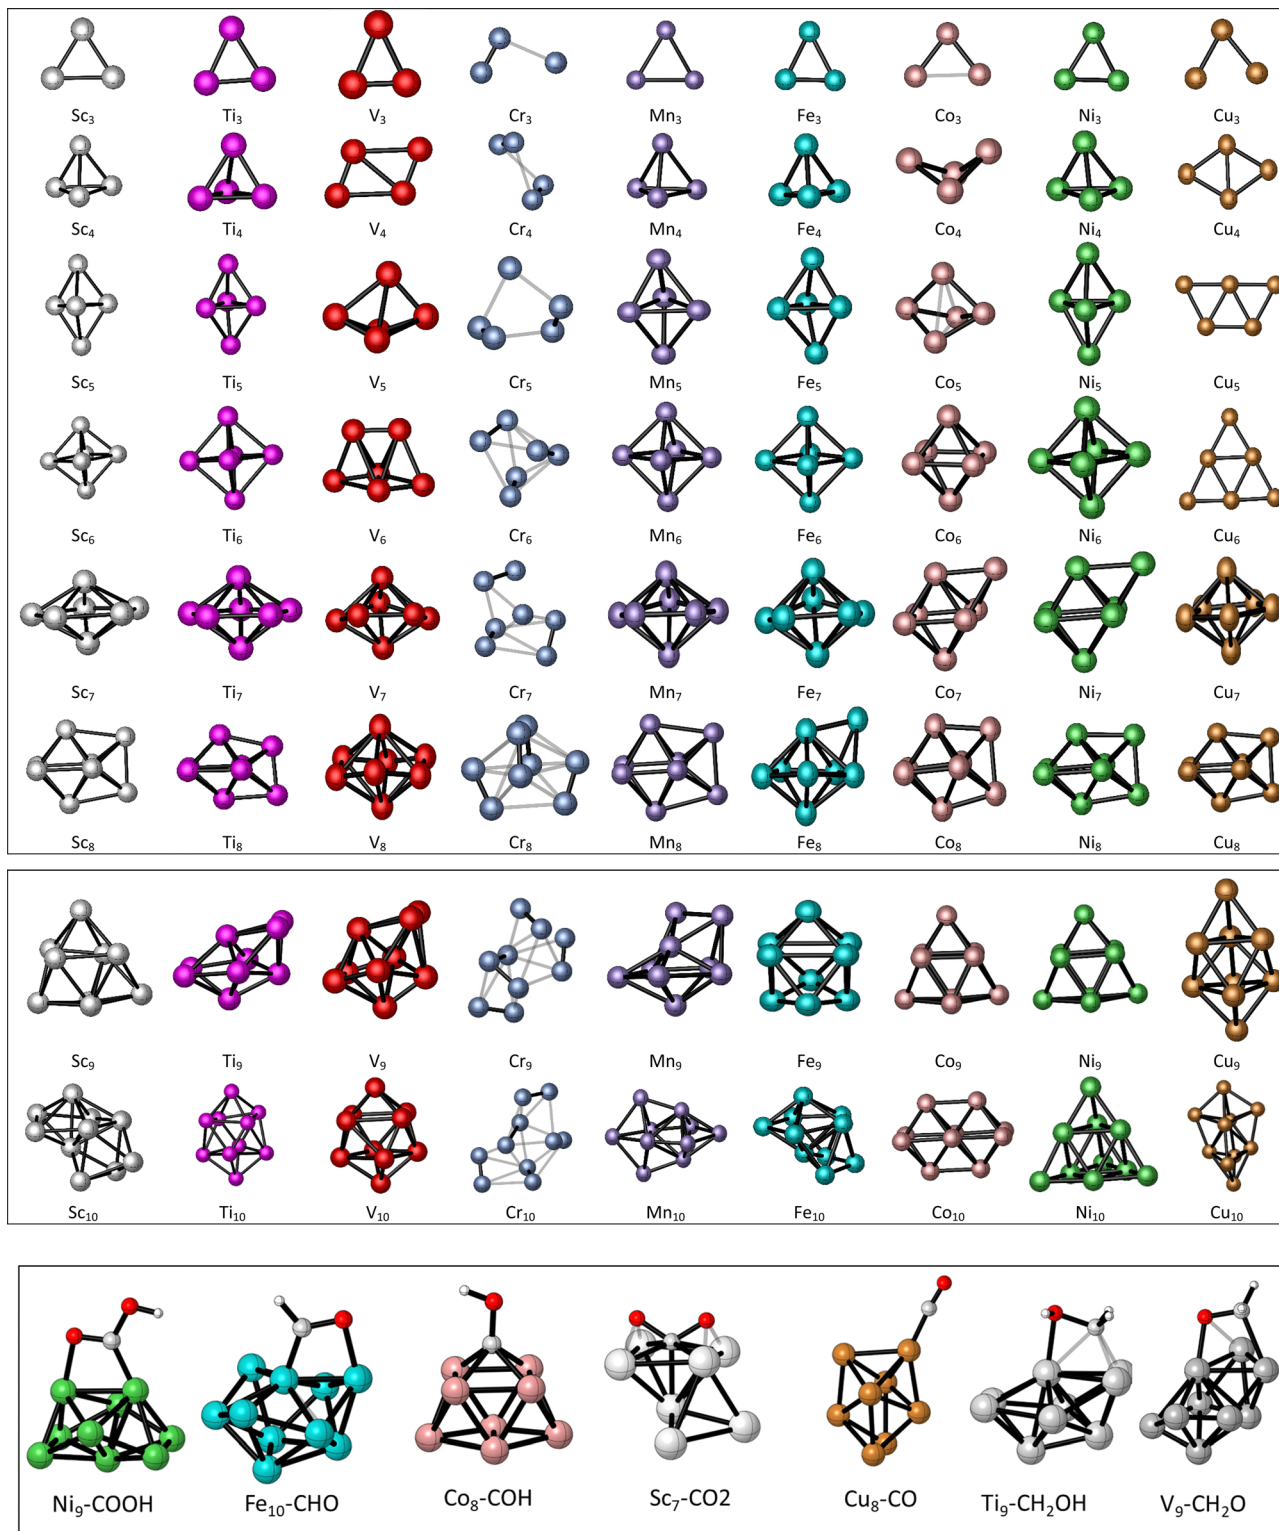 Sc₃ Ti₃ V₃ Cr₃ Mn₃ Fe₃ Co₃ Ni₃ Cu₃
Sc₄ Ti₄ V₄ Cr₄ Mn₄ Fe₄ Co₄ Ni₄ Cu₄
Sc₅ Ti₅ V₅ Cr₅ Mn₅ Fe₅ Co₅ Ni₅ Cu₅
Sc₆ Ti₆ V₆ Cr₆ Mn₆ Fe₆ Co₆ Ni₆ Cu₆
Sc₇ Ti₇ V₇ Cr₇ Mn₇ Fe₇ Co₇ Ni₇ Cu₇
Sc₈ Ti₈ V₈ Cr₈ Mn₈ Fe₈ Co₈ Ni₈ Cu₈
Sc₉ Ti₉ V₉ Cr₉ Mn₉ Fe₉ Co₉ Ni₉ Cu₉
Sc₁₀ Ti₁₀ V₁₀ Cr₁₀ Mn₁₀ Fe₁₀ Co₁₀ Ni₁₀ Cu₁₀
Ni₉-COOH Fe₁₀-CHO Co₈-COH Sc₇-CO2 Cu₈-CO Ti₉-CH₂OH V₉-CH₂O